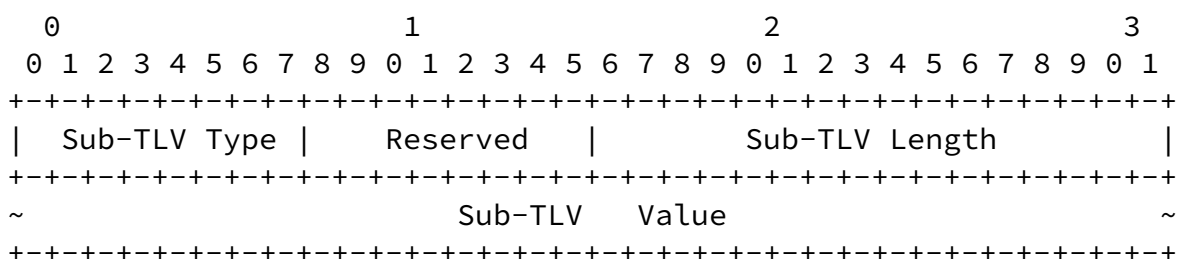 0                   1                   2                   3
 0 1 2 3 4 5 6 7 8 9 0 1 2 3 4 5 6 7 8 9 0 1 2 3 4 5 6 7 8 9 0 1
+-+-+-+-+-+-+-+-+-+-+-+-+-+-+-+-+-+-+-+-+-+-+-+-+-+-+-+-+-+-+-+-+
|  Sub-TLV Type |    Reserved   |        Sub-TLV Length         |
+-+-+-+-+-+-+-+-+-+-+-+-+-+-+-+-+-+-+-+-+-+-+-+-+-+-+-+-+-+-+-+-+
~                        Sub-TLV   Value                        ~
+-+-+-+-+-+-+-+-+-+-+-+-+-+-+-+-+-+-+-+-+-+-+-+-+-+-+-+-+-+-+-+-+